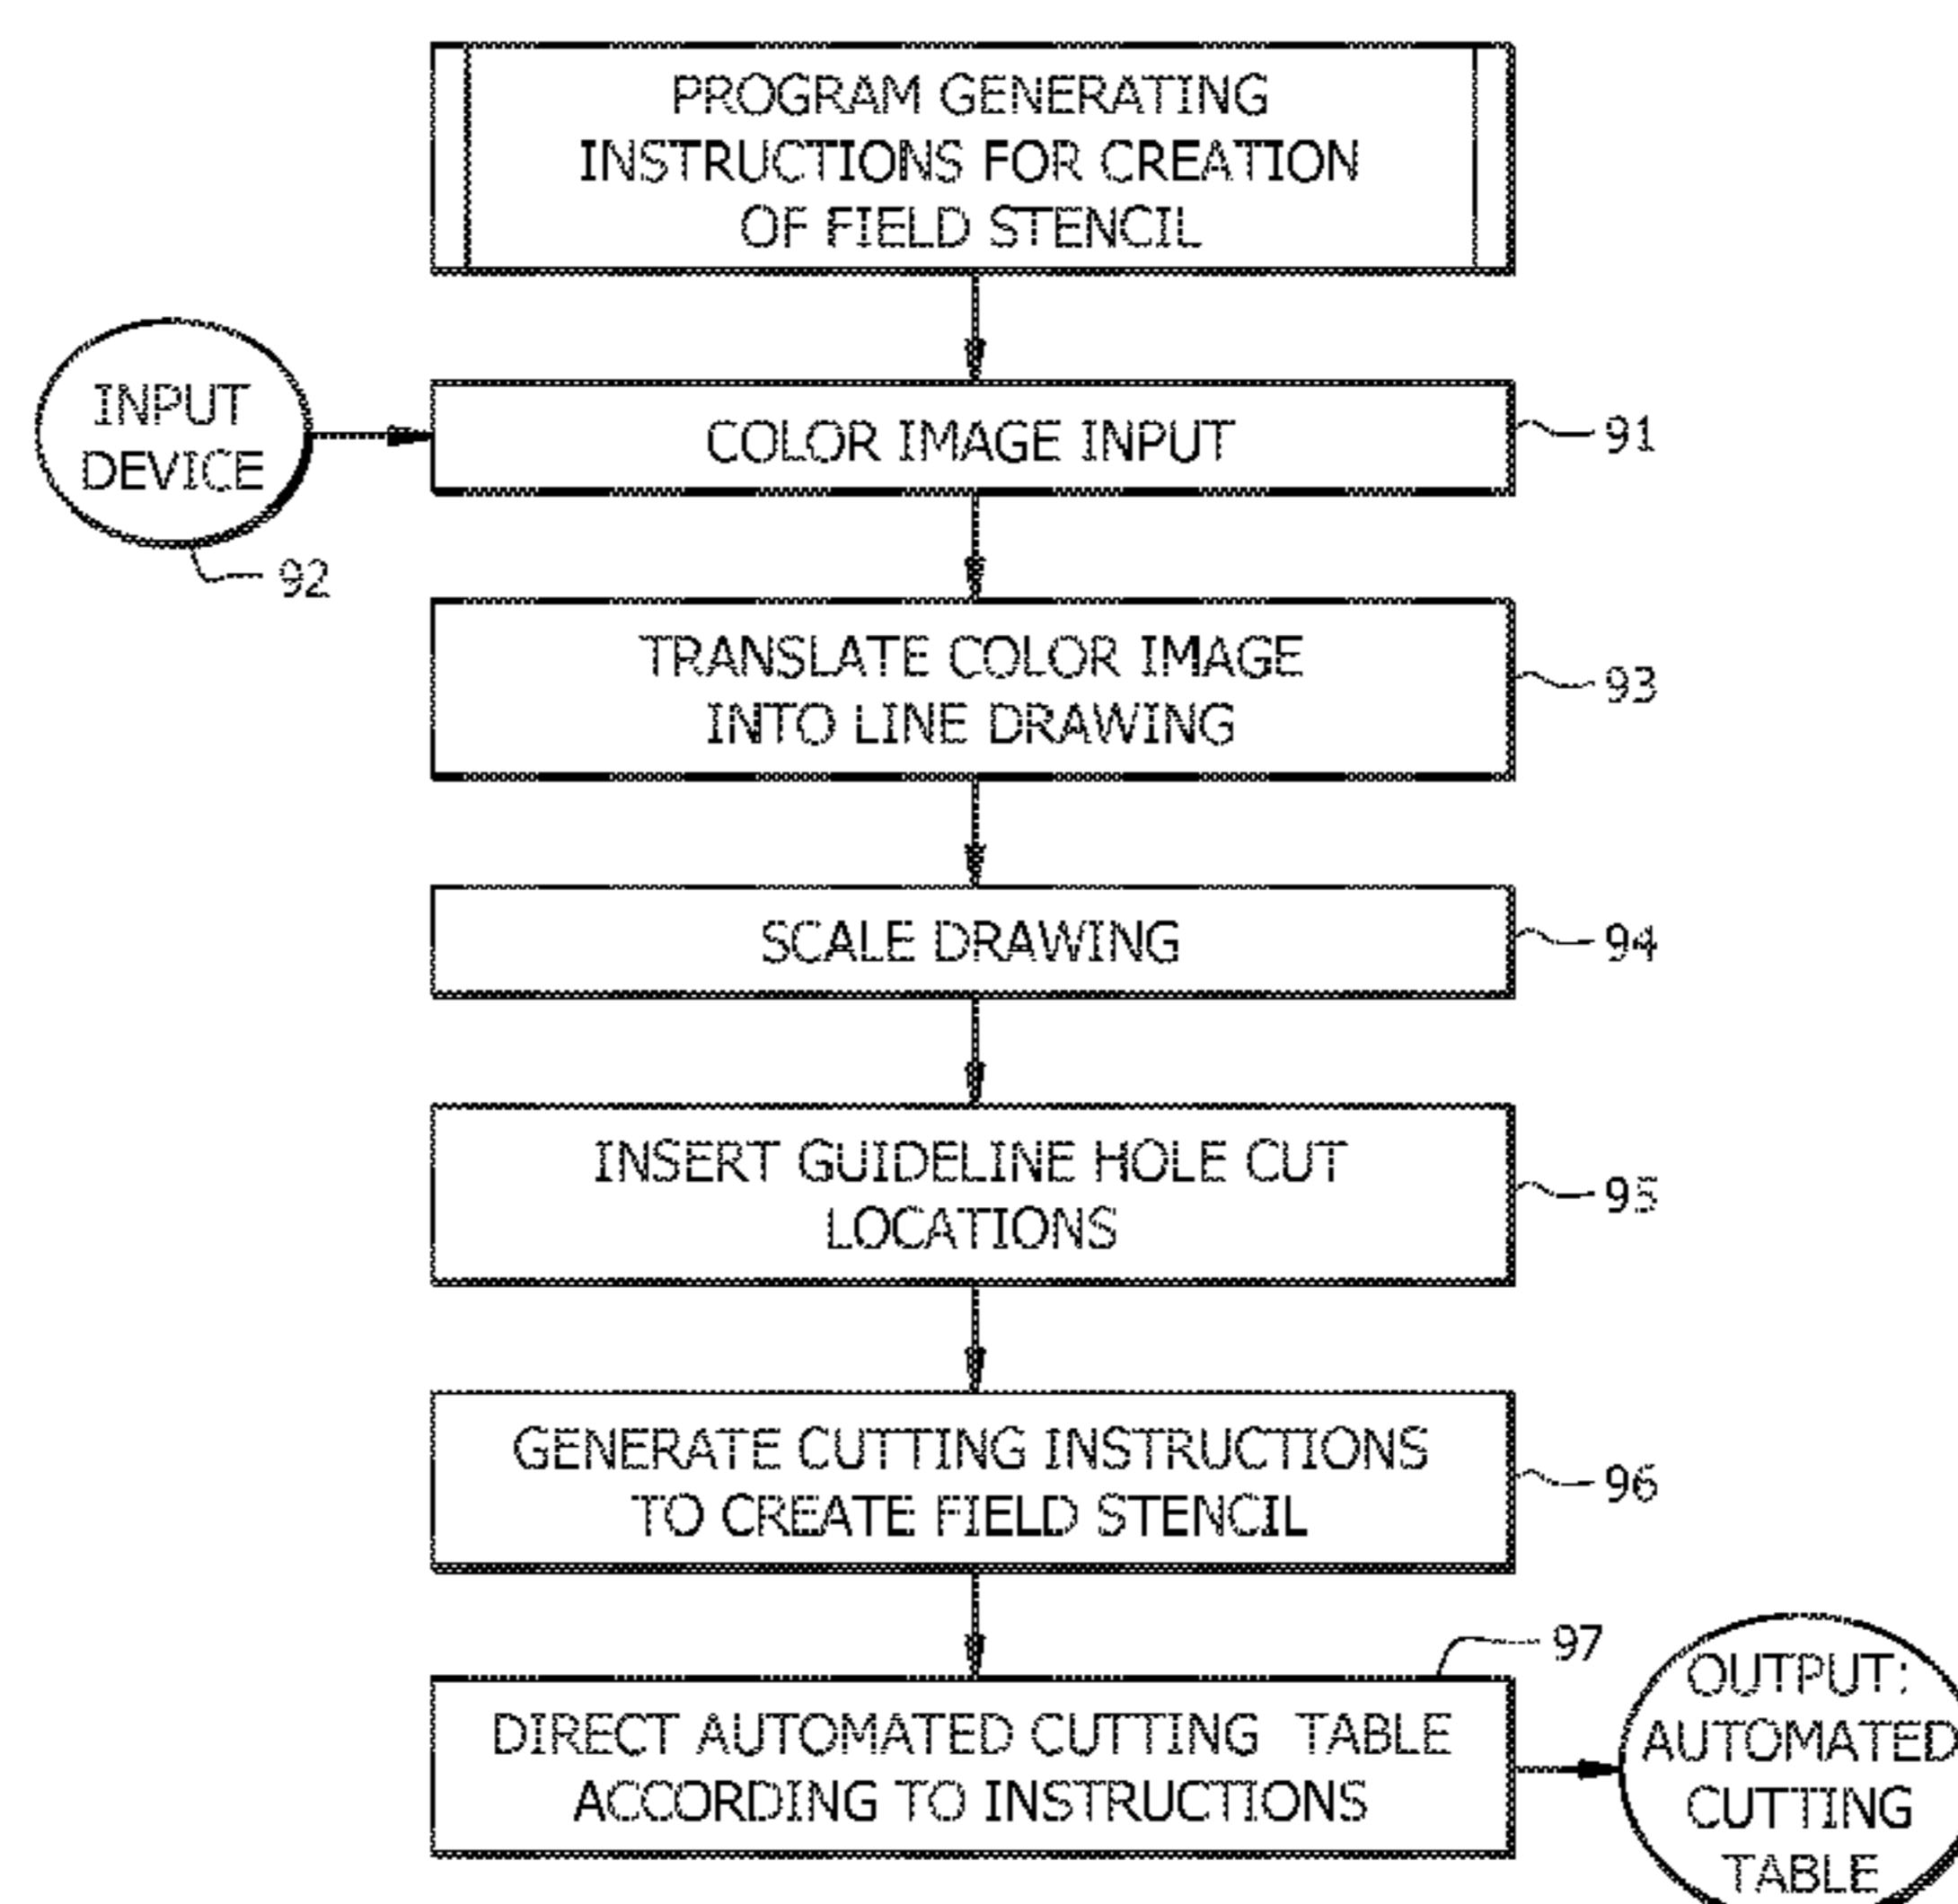 PROGRAM GENERATING
INSTRUCTIONS FOR CREATION
OF FIELD STENCIL
INPUT
DEVICE
92
COLOR IMAGE INPUT
91
TRANSLATE COLOR IMAGE
INTO LINE DRAWING
93
SCALE DRAWING
94
INSERT GUIDELINE HOLE CUT
LOCATIONS
95
GENERATE CUTTING INSTRUCTIONS
TO CREATE FIELD STENCIL
96
97
DIRECT AUTOMATED CUTTING TABLE
ACCORDING TO INSTRUCTIONS
OUTPUT:
AUTOMATED
CUTTING
TABLE